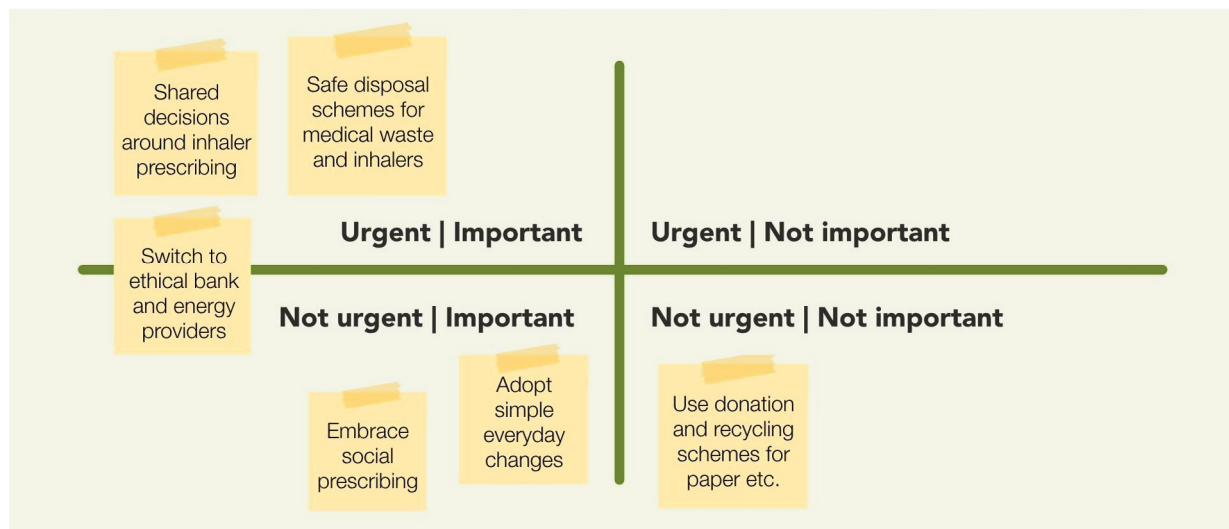 Shared
decisions
around inhaler
prescribing
Safe disposal
schemes for
medical waste
and inhalers
Urgent | Important
Urgent | Not important
Switch to
ethical bank
and energy
providers
Not urgent | Important
Not urgent | Not important
Embrace
social
prescribing
Adopt
simple
everyday
changes
Use donation
and recycling
schemes for
paper etc.